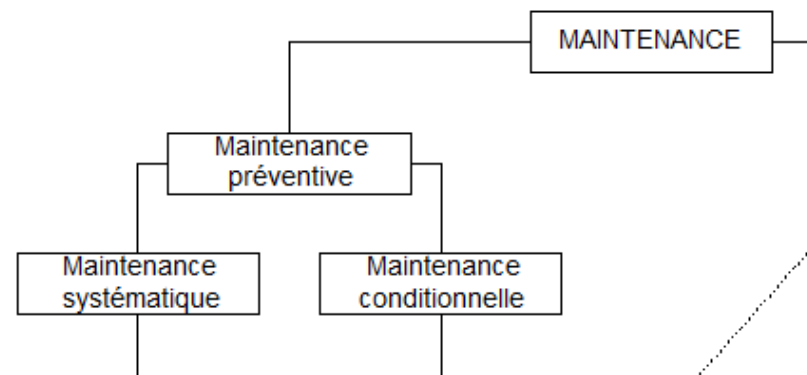 MAINTENANCE
Maintenance
préventive
Maintenance
systématique
Maintenance
conditionnelle